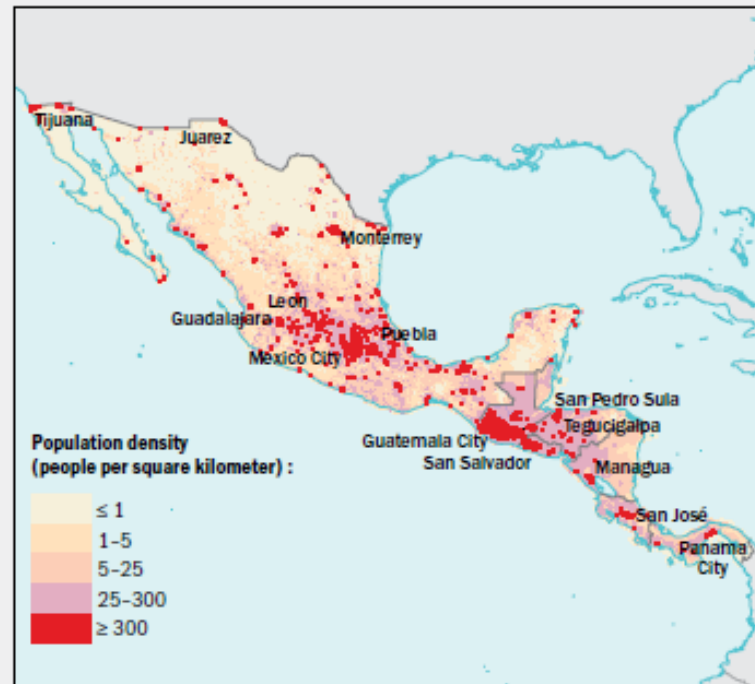 Tijuana
Juarez
Monterrey
Leon
Guadalajara
Puebla
Mexico City
San Pedro Sula
Tegucigalpa
Guatemala City
San Salvador
Managua
San José
Panama
City
Population density
(people per square kilometer) :
≤ 1
1–5
5–25
25–300
≥ 300